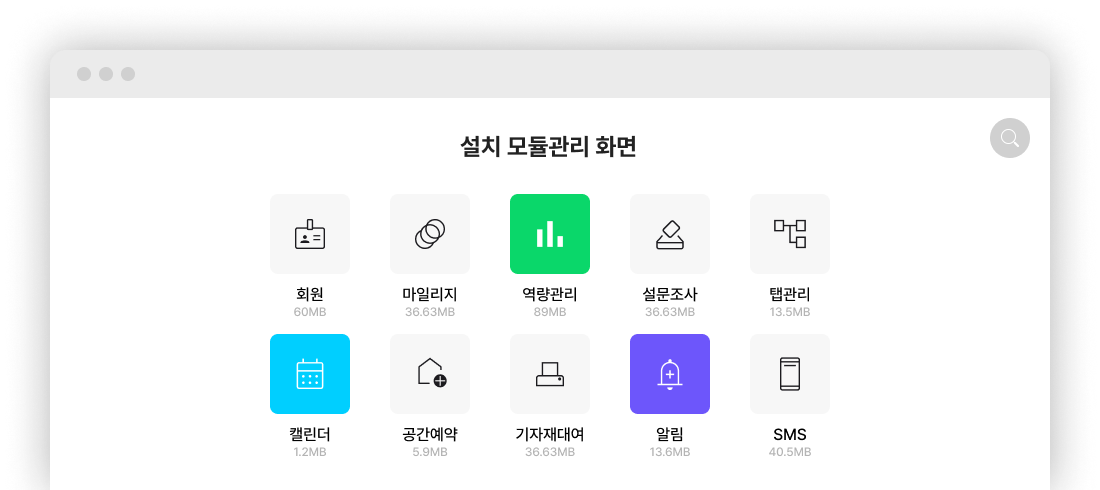 설치 모듈관리 화면
회원 마일리지 역량관리 설문조사 탭관리
60MB 36.63MB 89MB 36.63MB 13.5MB
캘린더 공간예약 기자재대여 알림 SMS
1.2MB 5.9MB 36.63MB 13.6MB 40.5MB